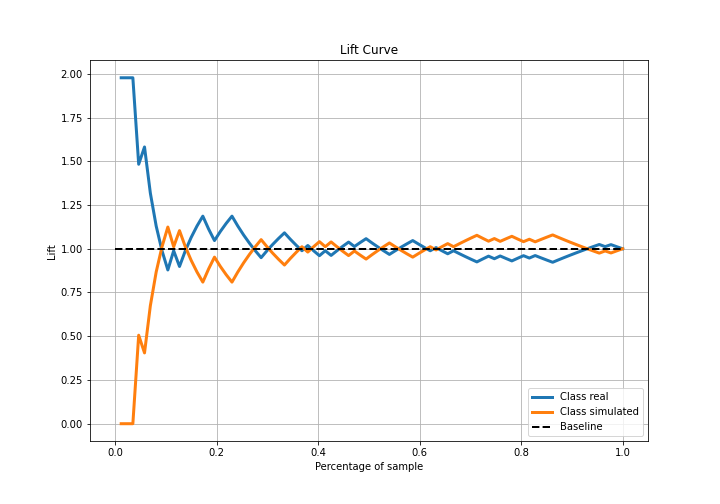 Lift Curve
2.00
1.75
1.50
1.25
1.00
0.75
0.50
0.25
0.00
Lift
0.0
0.2
0.4
0.6
0.8
1.0
Percentage of sample
Class real
Class simulated
Baseline